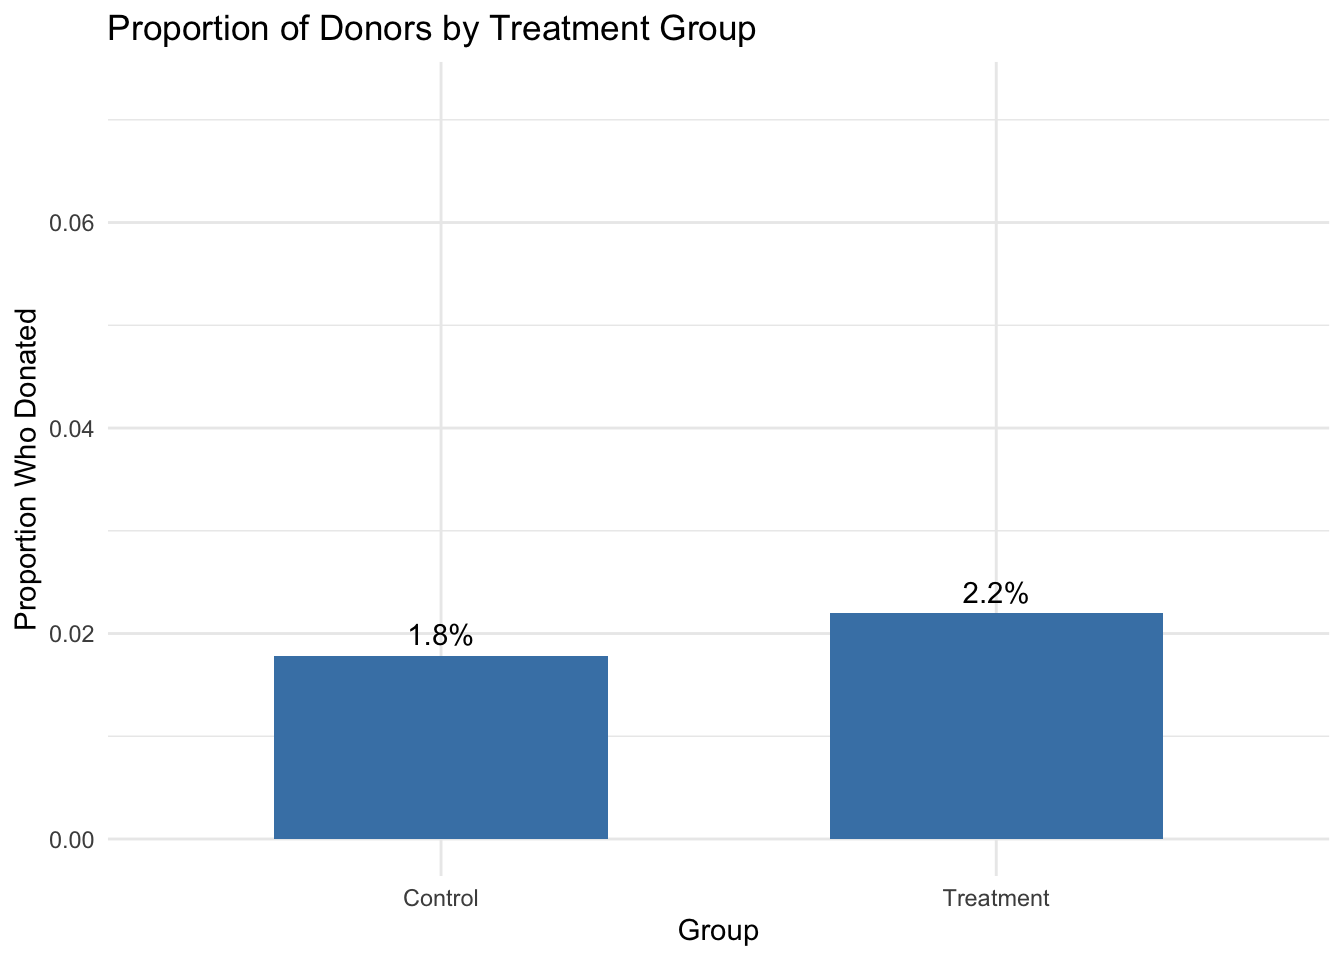 Proportion of Donors by Treatment Group
Proportion Who Donated
0.06
0.04
0.02
0.00
1.8%
2.2%
Control
Treatment
Group